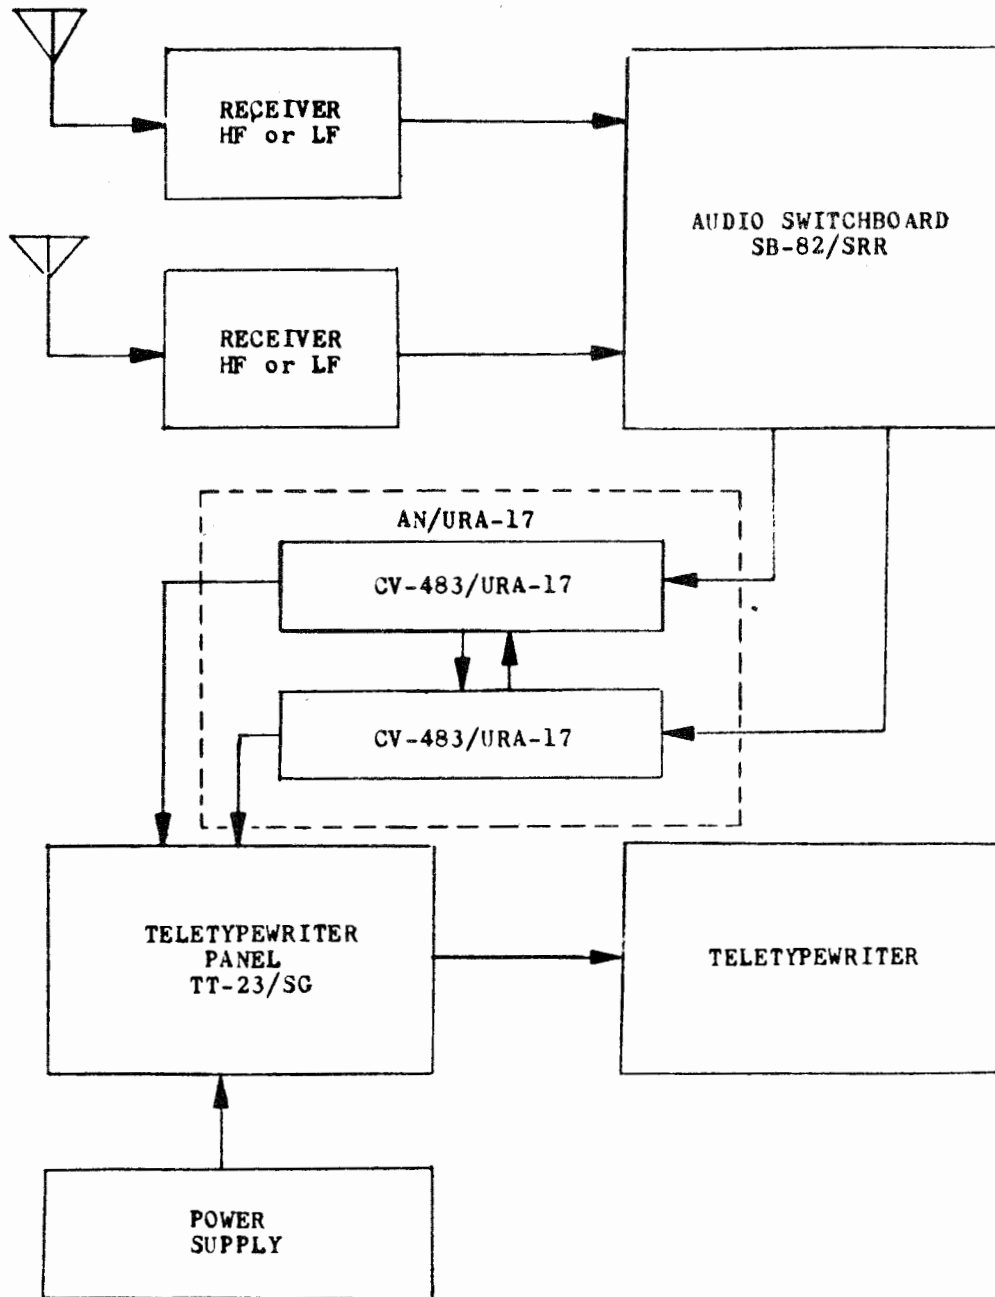 RECEIVER
HF or LF
AUDIO SWITCHBOARD
SB-82/SRR
RECEIVER
HF or LF
AN/URA-17
CV-483/URA-17
CV-483/URA-17
TELETYPEWRITER
PANEL
TT-23/SG
TELETYPEWRITER
POWER
SUPPLY